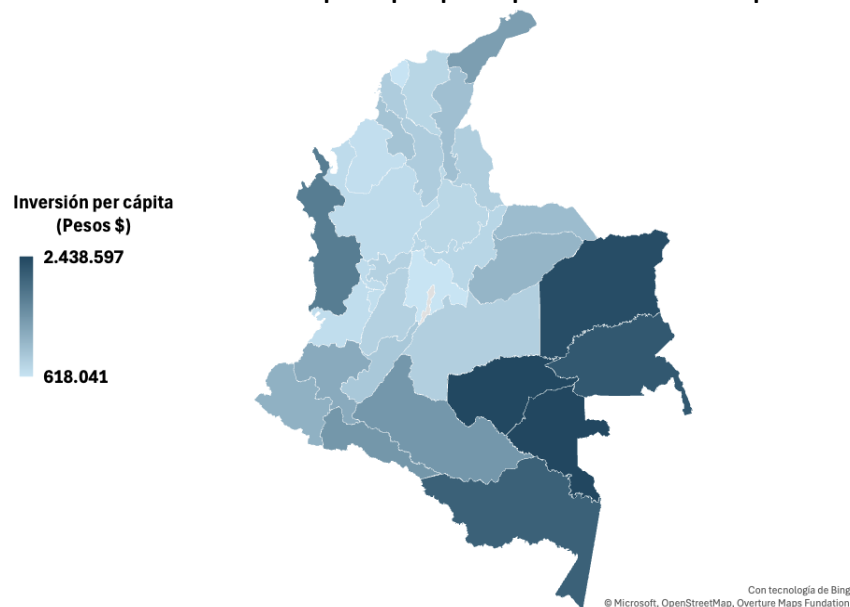 Inversión per cápita
(Pesos $)
2.438.597
618.041
Con tecnología de Bing
© Microsoft, OpenStreetMap, Overture Maps Fundation